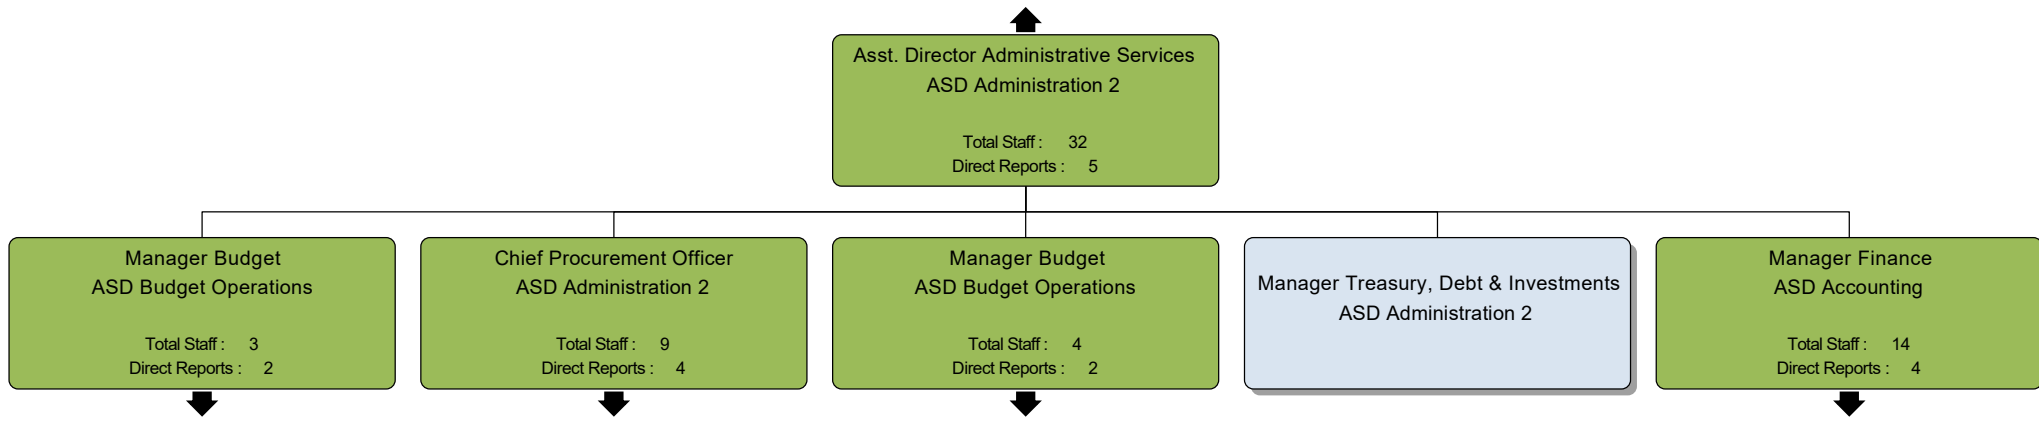 Asst. Director Administrative Services
ASD Administration 2
Total Staff : 32
Direct Reports : 5
Manager Budget
ASD Budget Operations
Total Staff : 3
Direct Reports : 2
Chief Procurement Officer
ASD Administration 2
Total Staff : 9
Direct Reports : 4
Manager Budget
ASD Budget Operations
Total Staff : 4
Direct Reports : 2
Manager Treasury, Debt & Investments
ASD Administration 2
Manager Finance
ASD Accounting
Total Staff : 14
Direct Reports : 4